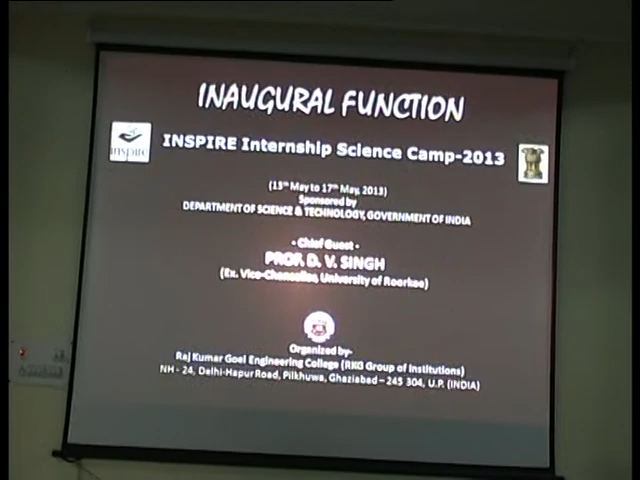 INAUGURAL FUNCTION
inspire
INSPIRE Internship Science Camp-2013
(15th May to 17th May, 2013)
Sponsored by
DEPARTMENT OF SCIENCE & TECHNOLOGY, GOVERNMENT OF INDIA
- Chief Guest -
PROF. D. V. SINGH
(Ex. Vice-Chancellor, University of Roorkee)
Organized by-
Raj Kumar Goel Engineering College (RKG Group of Institutions)
NH - 24, Delhi-Hapur Road, Pilkhuwa, Ghaziabad – 245 304, U.P. (INDIA)